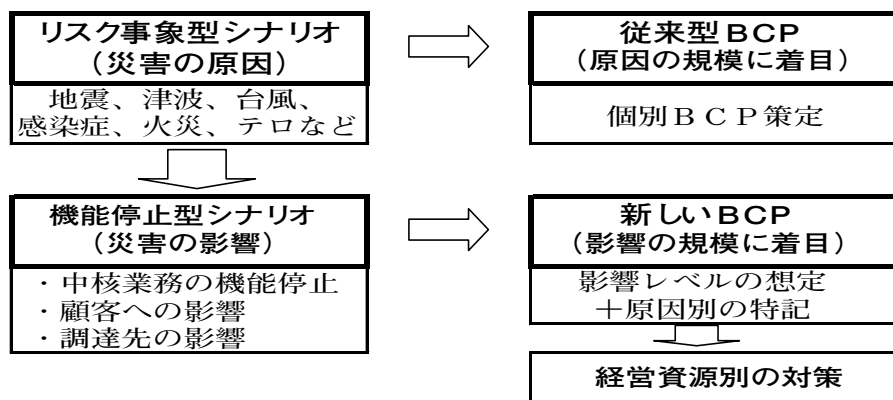 リスク事象型シナリオ
(災害の原因)
地震、津波、台風、
感染症、火災、テロなど
従来型BCP
(原因の規模に着目)
個別BCP策定
機能停止型シナリオ
(災害の影響)
・中核業務の機能停止
・顧客への影響
・調達先の影響
新しいBCP
(影響の規模に着目)
影響レベルの想定
+原因別の特記
経営資源別の対策